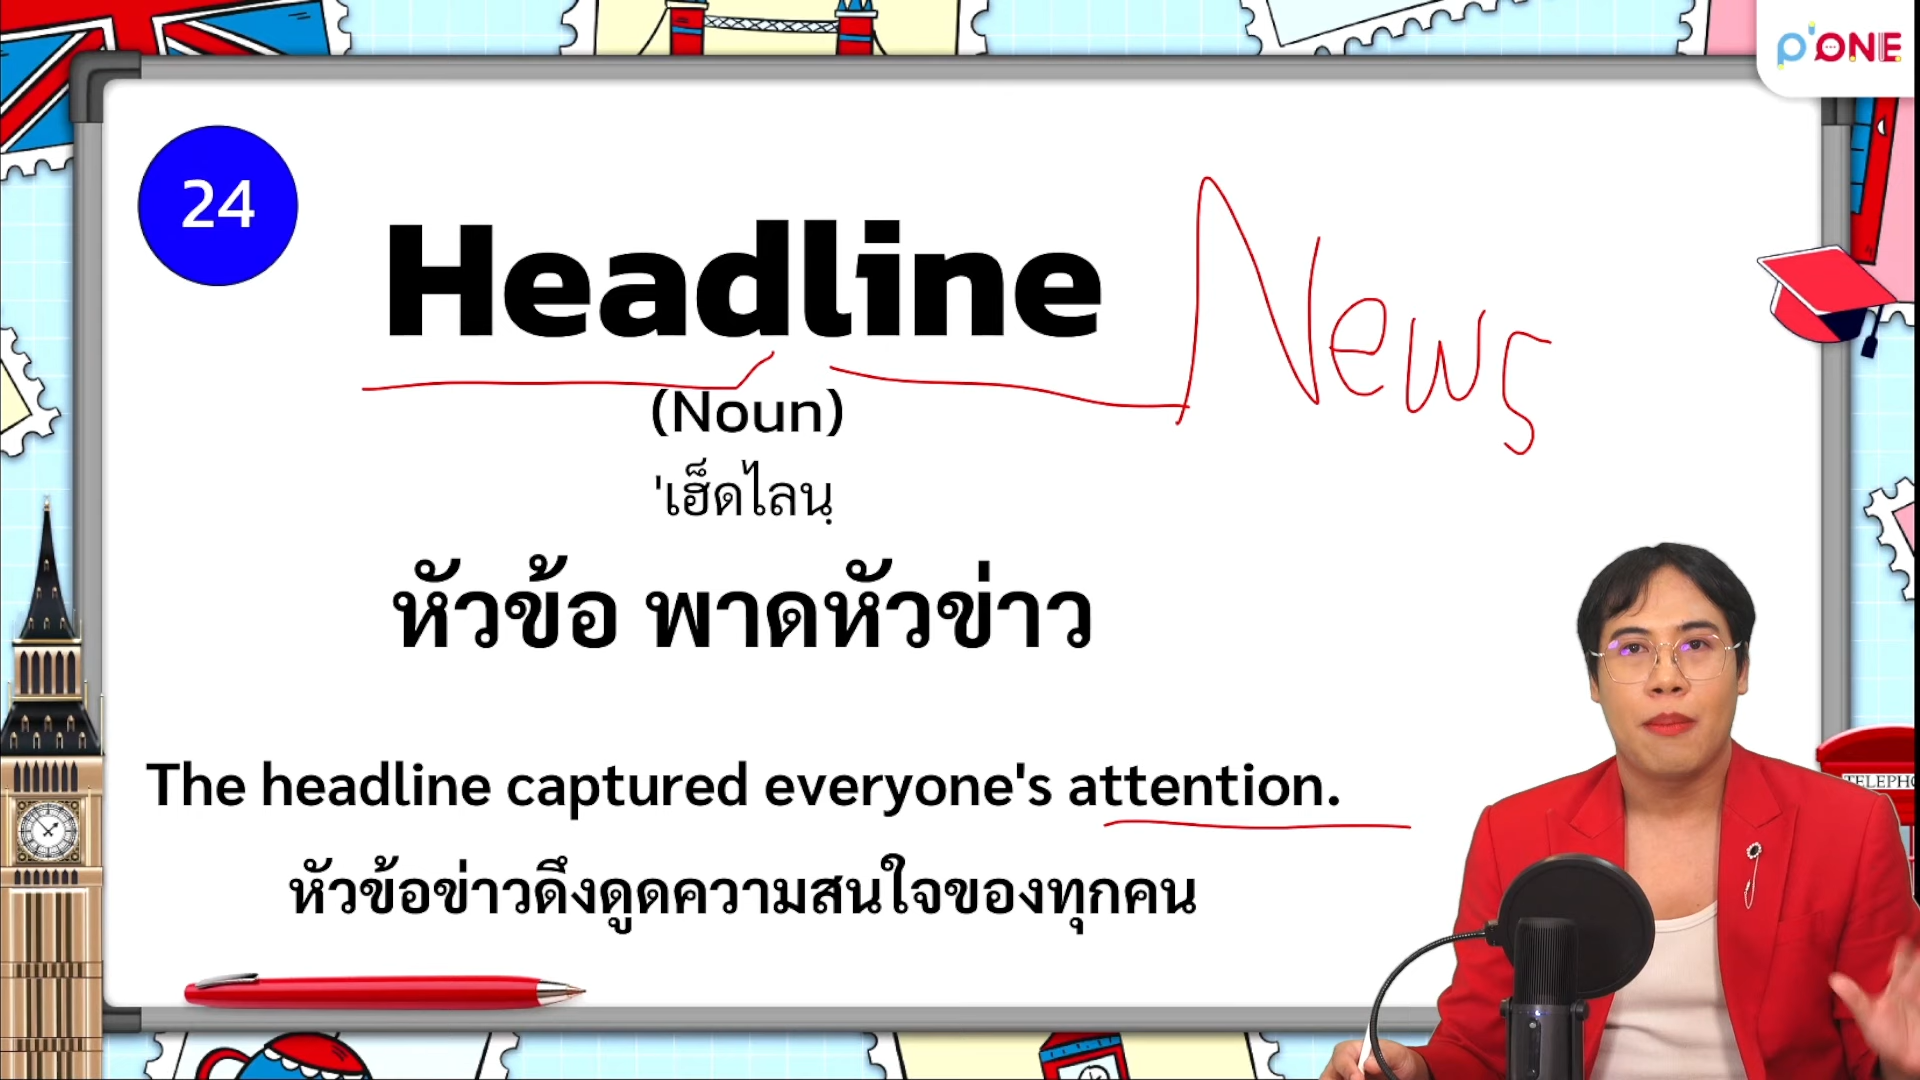 P'ONE
24
Headline
News
(Noun)
'เฮ็ดไลนฺ
หัวข้อ พาดหัวข่าว
The headline captured everyone's attention.
หัวข้อข่าวดึงดูดความสนใจของทุกคน